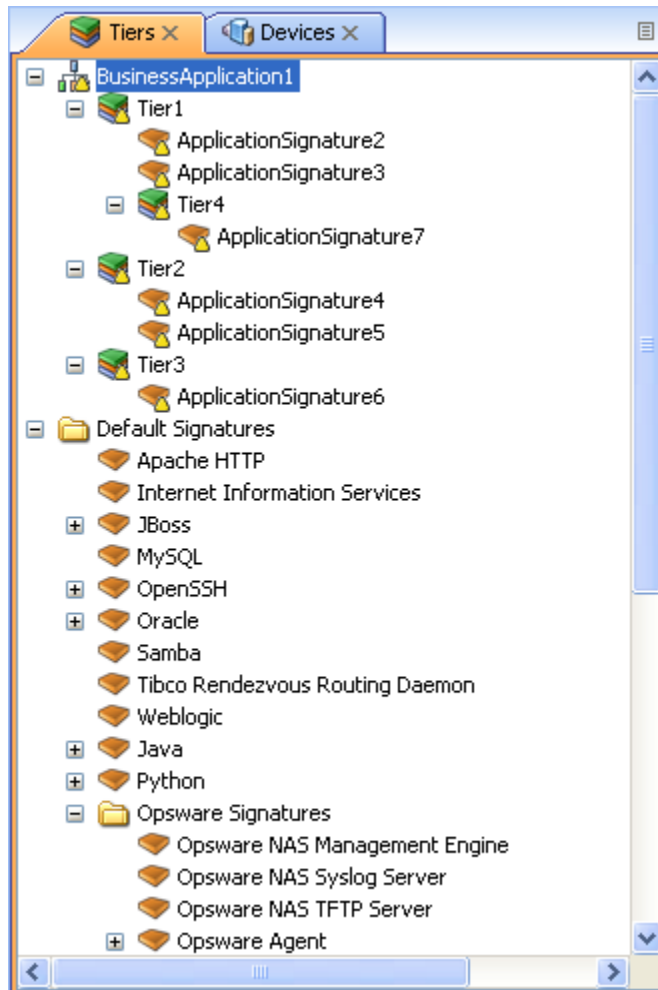 Tiers Devices
BusinessApplication1
Tier1
ApplicationSignature2
ApplicationSignature3
Tier4
ApplicationSignature7
Tier2
ApplicationSignature4
ApplicationSignature5
Tier3
ApplicationSignature6
Default Signatures
Apache HTTP
Internet Information Services
JBoss
MySQL
OpenSSH
Oracle
Samba
Tibco Rendezvous Routing Daemon
Weblogic
Java
Python
Opsware Signatures
Opsware NAS Management Engine
Opsware NAS Syslog Server
Opsware NAS TFTP Server
Opsware Agent